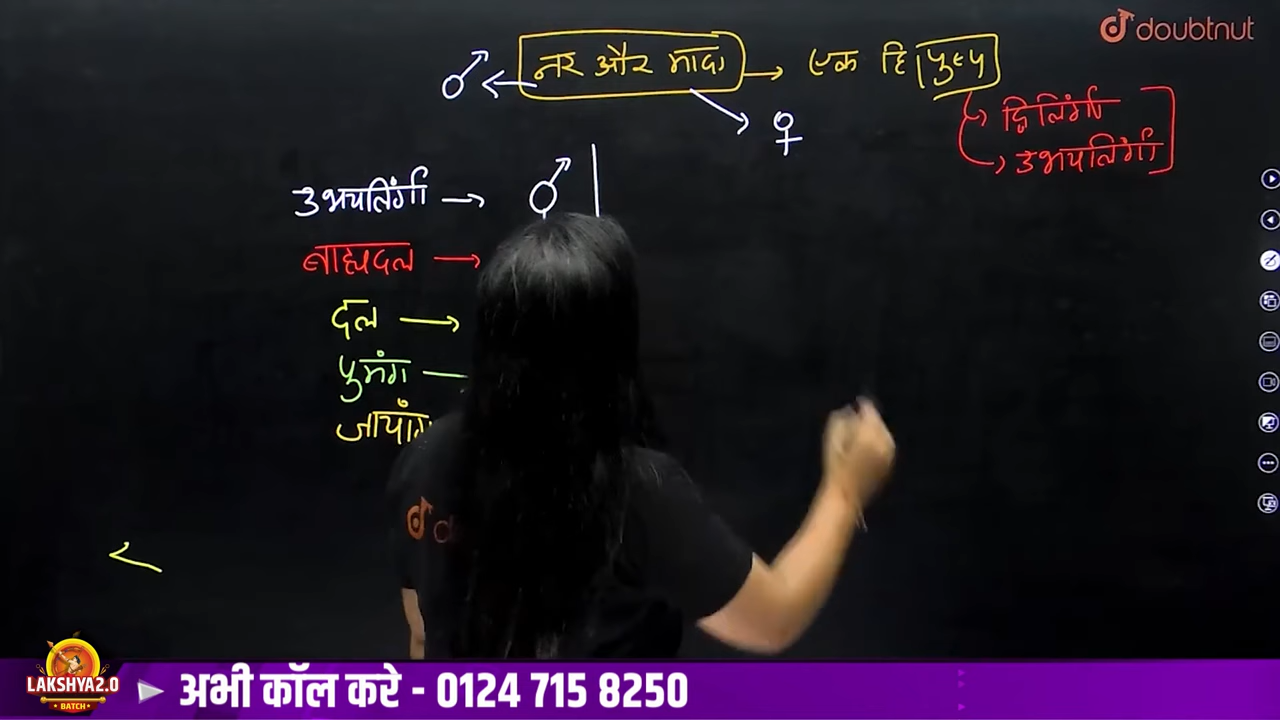 doubtnut
नर और मादा → एक हि पुष्प
♂ ♀
द्विलिंगी
उभयलिंगी
उभयलिंगी → ♂
बाह्यदल →
दल →
पुमंग
जायांग
LAKSHYA2.0
BATCH
अभी कॉल करे - 0124 715 8250